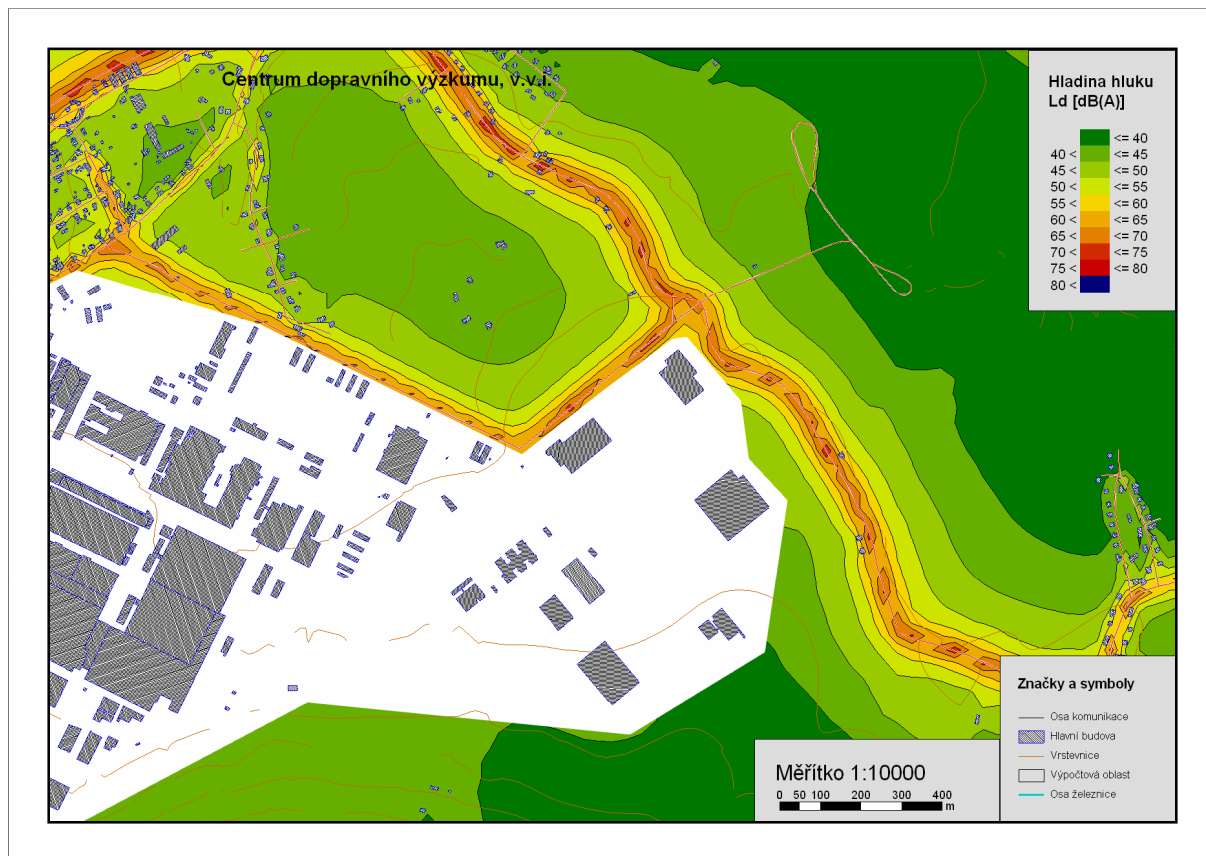 Centrum dopravního výzkumu, v.v.i.
Hladina hluku
Ld [dB(A)]
<= 40
40 < <= 45
45 < <= 50
50 < <= 55
55 < <= 60
60 < <= 65
65 < <= 70
70 < <= 75
75 < <= 80
80 <
Značky a symboly
Osa komunikace
Hlavní budova
Vrstevnice
Výpočtová oblast
Osa železnice
Měřítko 1:10000
0 50 100 200 300 400
m